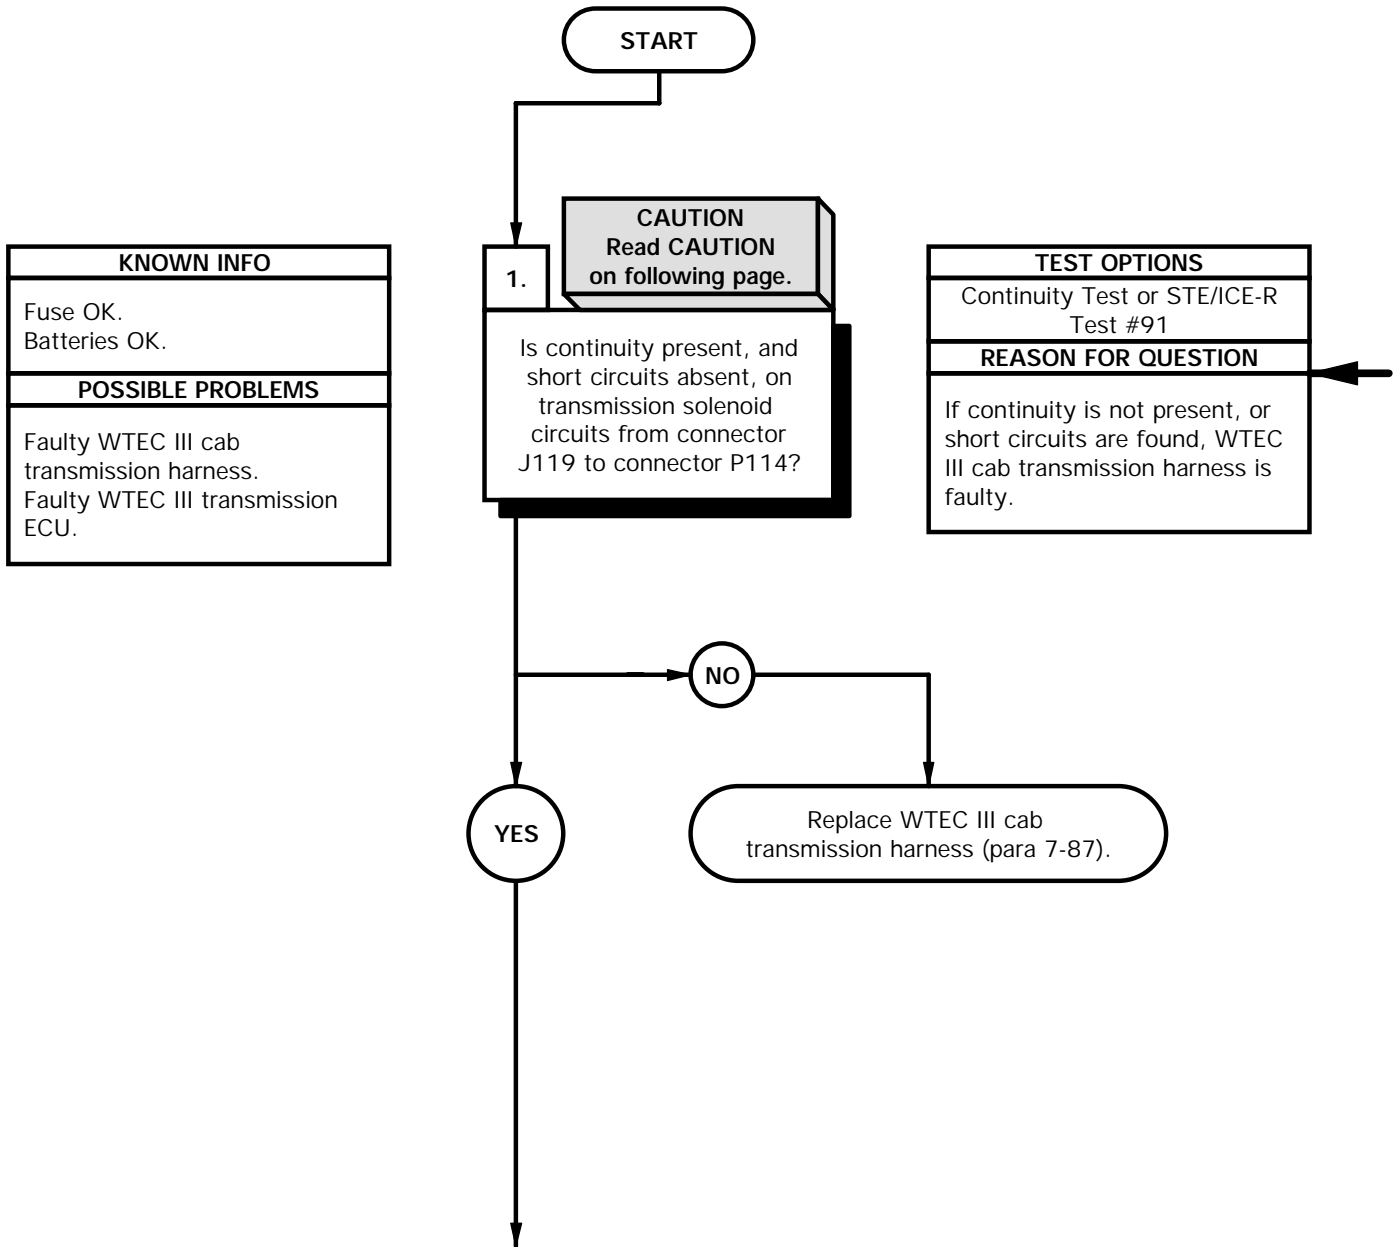 START
KNOWN INFO
Fuse OK.
Batteries OK.
POSSIBLE PROBLEMS
Faulty WTEC III cab
transmission harness.
Faulty WTEC III transmission
ECU.
CAUTION
Read CAUTION
on following page.
1.
Is continuity present, and
short circuits absent, on
transmission solenoid
circuits from connector
J119 to connector P114?
TEST OPTIONS
Continuity Test or STE/ICE-R
Test #91
REASON FOR QUESTION
If continuity is not present, or
short circuits are found, WTEC
III cab transmission harness is
faulty.
NO
YES
Replace WTEC III cab
transmission harness (para 7-87).